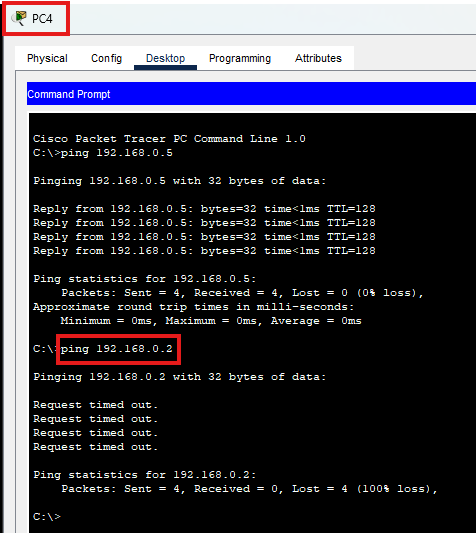 PC4
Physical Config Desktop Programming Attributes
Command Prompt
Cisco Packet Tracer PC Command Line 1.0
C:\>ping 192.168.0.5
Pinging 192.168.0.5 with 32 bytes of data:
Reply from 192.168.0.5: bytes=32 time<1ms TTL=128
Reply from 192.168.0.5: bytes=32 time<1ms TTL=128
Reply from 192.168.0.5: bytes=32 time<1ms TTL=128
Reply from 192.168.0.5: bytes=32 time<1ms TTL=128
Ping statistics for 192.168.0.5:
Packets: Sent = 4, Received = 4, Lost = 0 (0% loss),
Approximate round trip times in milli-seconds:
Minimum = 0ms, Maximum = 0ms, Average = 0ms
C:\>ping 192.168.0.2
Pinging 192.168.0.2 with 32 bytes of data:
Request timed out.
Request timed out.
Request timed out.
Request timed out.
Ping statistics for 192.168.0.2:
Packets: Sent = 4, Received = 0, Lost = 4 (100% loss),
C:\>